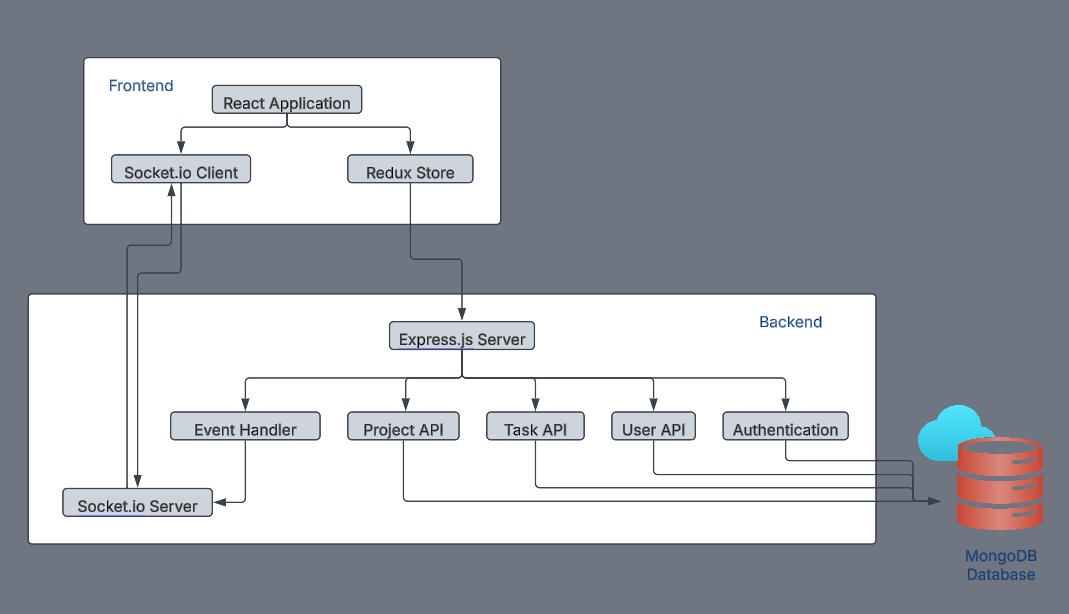 Frontend
React Application
Socket.io Client
Redux Store
Backend
Express.js Server
Event Handler
Project API
Task API
User API
Authentication
Socket.io Server
MongoDB
Database